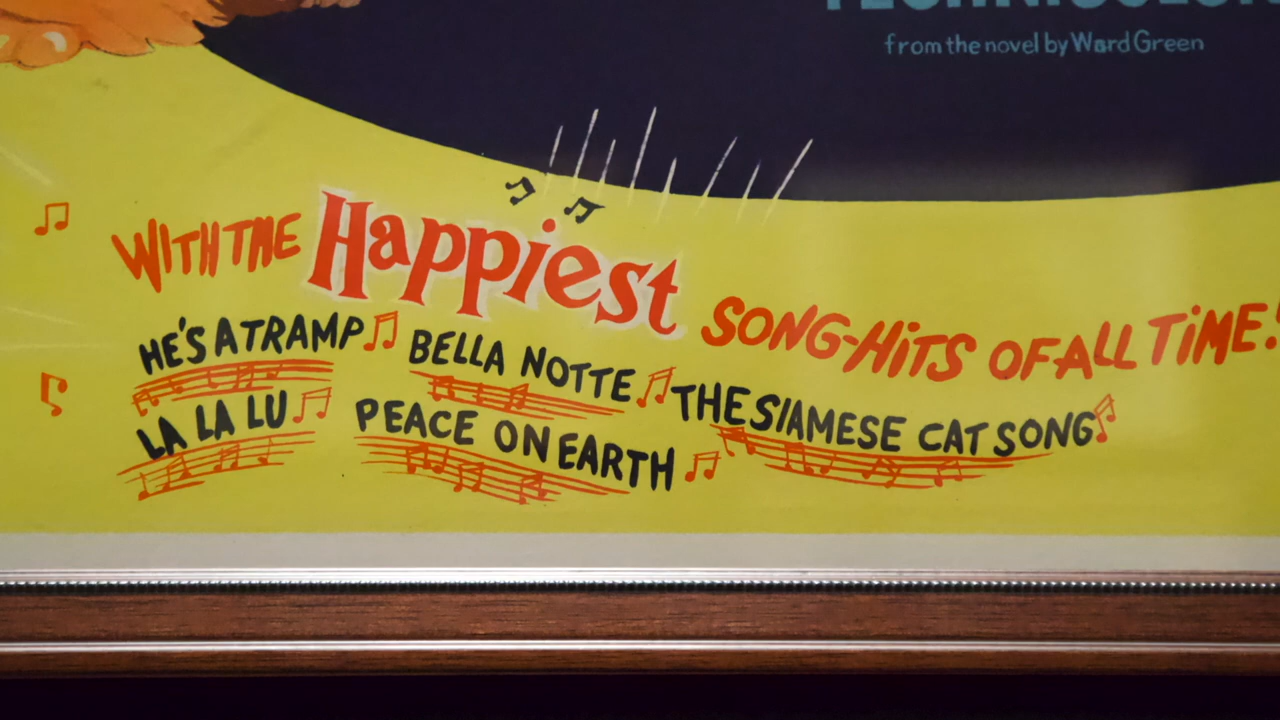 TECHNICOLOR
from the novel by Ward Green
WITH THE Happiest SONG-HITS OF ALL TIME!
HE'S A TRAMP BELLA NOTTE THE SIAMESE CAT SONG
LA LA LU PEACE ON EARTH